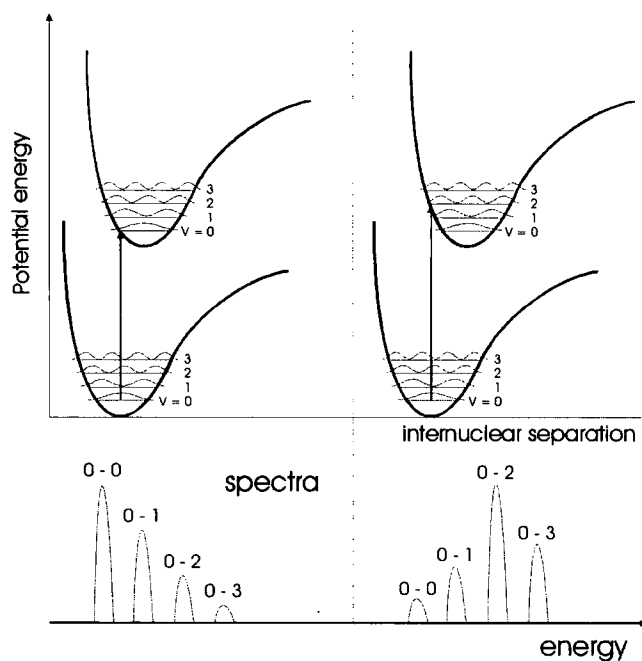 Potential energy
3
2
1
V = 0
3
2
1
V = 0
3
2
1
V = 0
3
2
1
V = 0
internuclear separation
spectra
0 - 0
0 - 1
0 - 2
0 - 3
0 - 0
0 - 1
0 - 2
0 - 3
energy